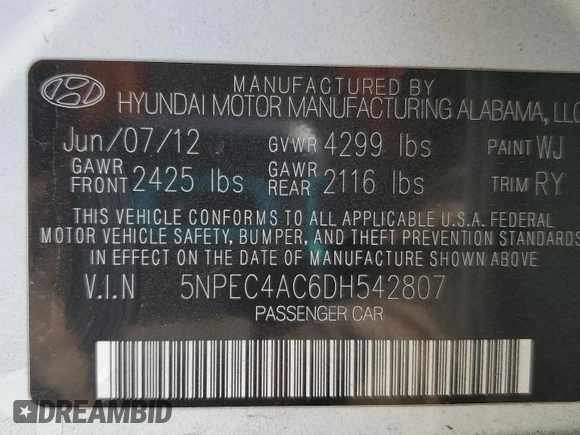 MANUFACTURED BY
HYUNDAI MOTOR MANUFACTURING ALABAMA, LLC
Jun/07/12 GVWR 4299 lbs PAINT WJ
GAWR FRONT 2425 lbs GAWR REAR 2116 lbs TRIM RY
THIS VEHICLE CONFORMS TO ALL APPLICABLE U.S.A. FEDERAL
MOTOR VEHICLE SAFETY, BUMPER, AND THEFT PREVENTION STANDARDS
IN EFFECT ON THE DATE OF MANUFACTURE SHOWN ABOVE.
V.I.N 5NPEC4AC6DH542807
PASSENGER CAR
DREAMBID